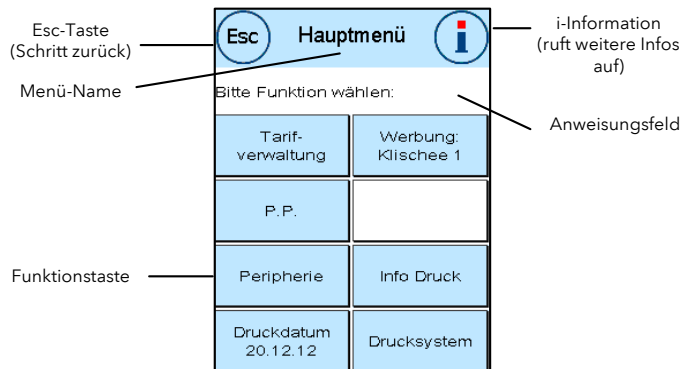 Esc-Taste
(Schritt zurück)
Menü-Name
Funktionstaste
Esc
Hauptmenü
i
Bitte Funktion wählen:
Tarif-
verwaltung
Werbung:
Klischee 1
P.P.
Peripherie
Info Druck
Druckdatum
20.12.12
Drucksystem
i-Information
(ruft weitere Infos
auf)
Anweisungsfeld